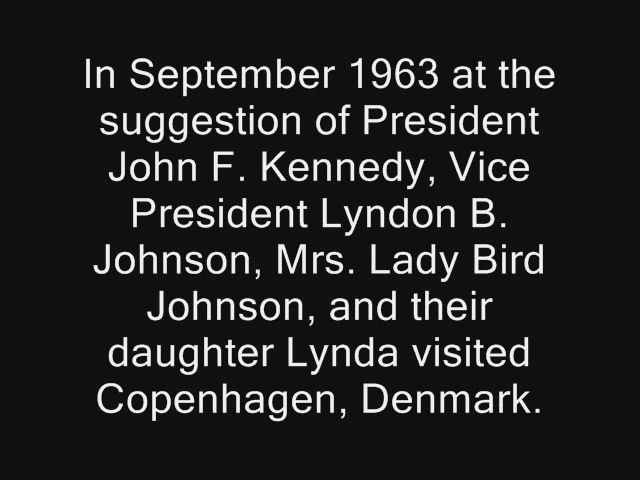 In September 1963 at the
suggestion of President
John F. Kennedy, Vice
President Lyndon B.
Johnson, Mrs. Lady Bird
Johnson, and their
daughter Lynda visited
Copenhagen, Denmark.